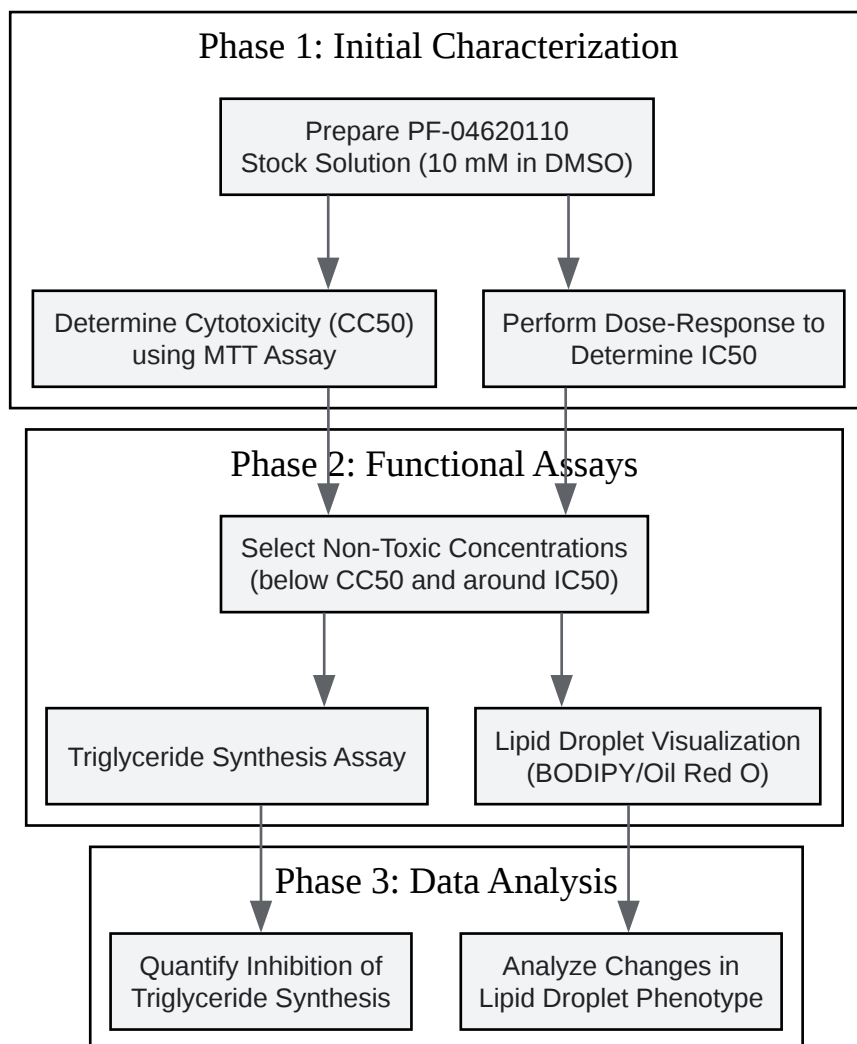 Phase 1: Initial Characterization
Prepare PF-04620110
Stock Solution (10 mM in DMSO)
Determine Cytotoxicity (CC50)
using MTT Assay
Perform Dose-Response to
Determine IC50
Phase 2: Functional Assays
Select Non-Toxic Concentrations
(below CC50 and around IC50)
Triglyceride Synthesis Assay
Lipid Droplet Visualization
(BODIPY/Oil Red O)
Phase 3: Data Analysis
Quantify Inhibition of
Triglyceride Synthesis
Analyze Changes in
Lipid Droplet Phenotype